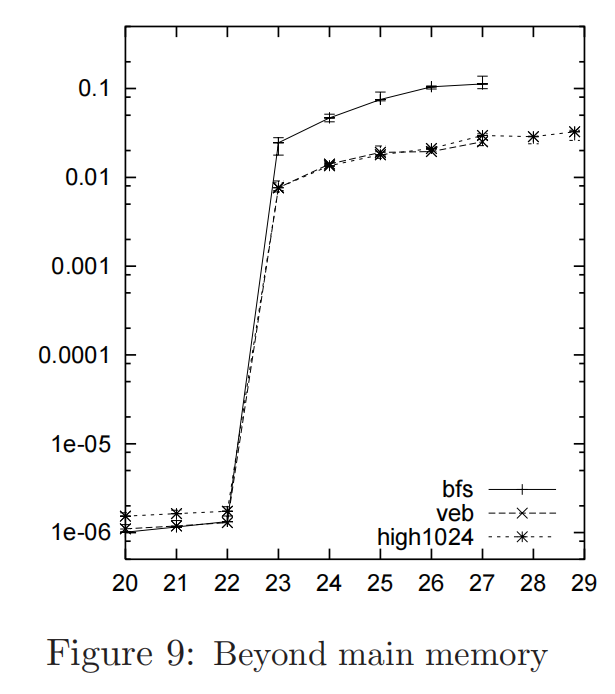 0.1
0.01
0.001
0.0001
1e-05
1e-06
bfs
veb
high1024
20 21 22 23 24 25 26 27 28 29
Figure 9: Beyond main memory